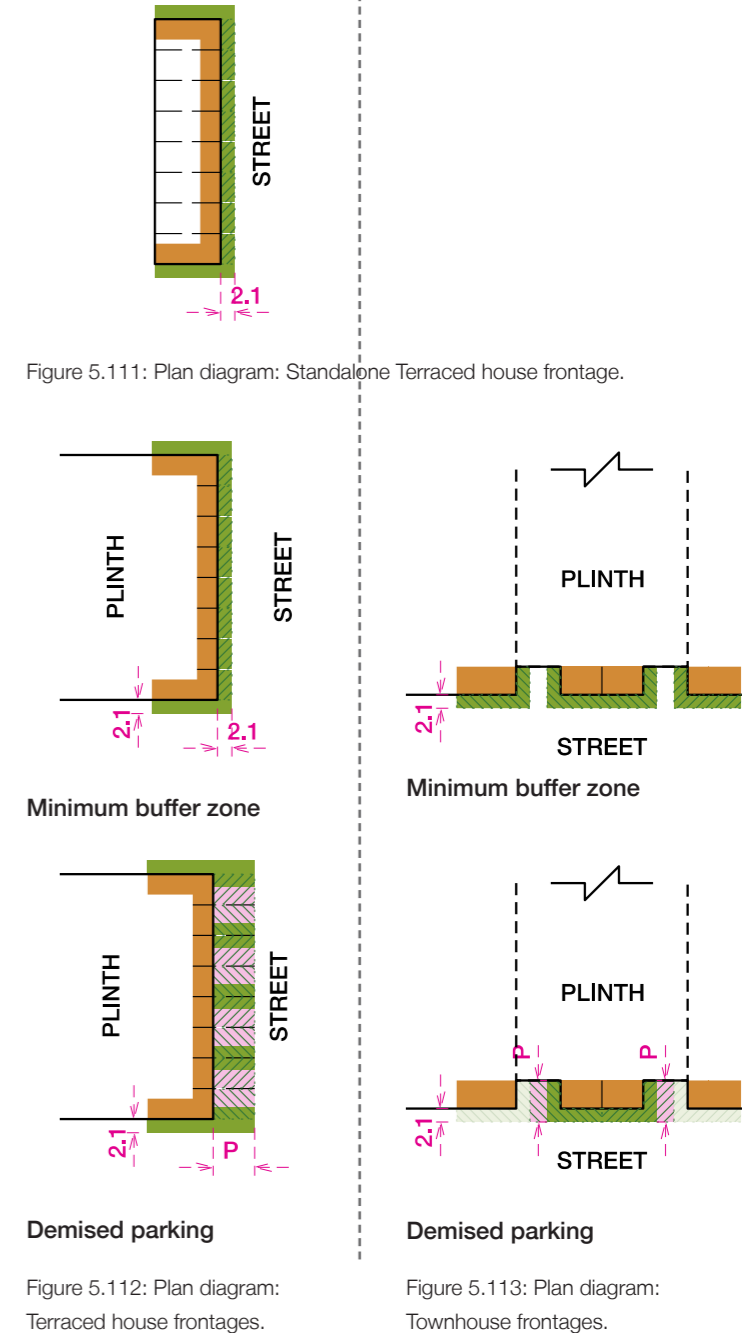 STREET
2.1
Figure 5.111: Plan diagram: Standalone Terraced house frontage.
PLINTH
STREET
2.1
2.1
Minimum buffer zone
PLINTH
2.1
STREET
Minimum buffer zone
PLINTH
STREET
2.1
P
Demised parking
Figure 5.112: Plan diagram:
Terraced house frontages.
PLINTH
P
P
2.1
STREET
Demised parking
Figure 5.113: Plan diagram:
Townhouse frontages.